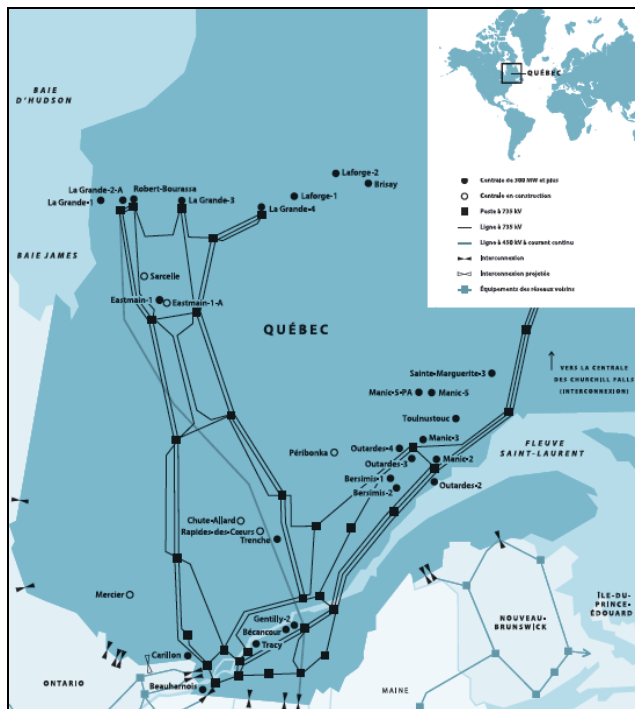 QUÉBEC
BAIE
D'HUDSON
Centrale de 300 MW et plus
Centrale en construction
Poste à 735 kV
Ligne à 735 kV
Ligne à 450 kV à courant continu
Interconnexion
Interconnexion projetée
Équipements des réseaux voisins
Laforge-2
Brisay
La Grande-2-A
Robert-Bourassa
Laforge-1
La Grande-1
La Grande-3
La Grande-4
BAIE JAMES
Sarcelle
Eastmain-1
Eastmain-1-A
QUÉBEC
VERS LA CENTRALE
DES CHURCHILL FALLS
(INTERCONNEXION)
Sainte-Marguerite-3
Manic-5-PA
Manic-5
Toulnustouc
Manic-3
FLEUVE
SAINT-LAURENT
Péribonka
Outardes-4
Outardes-3
Manic-2
Bersimis-1
Bersimis-2
Outardes-2
Chute-Allard
Rapides-des-Cœurs
Trenche
Mercier
ÎLE-DU-
PRINCE-
ÉDOUARD
NOUVEAU-
BRUNSWICK
Gentilly-2
Bécancour
Tracy
Carillon
ONTARIO
Beauharnois
MAINE